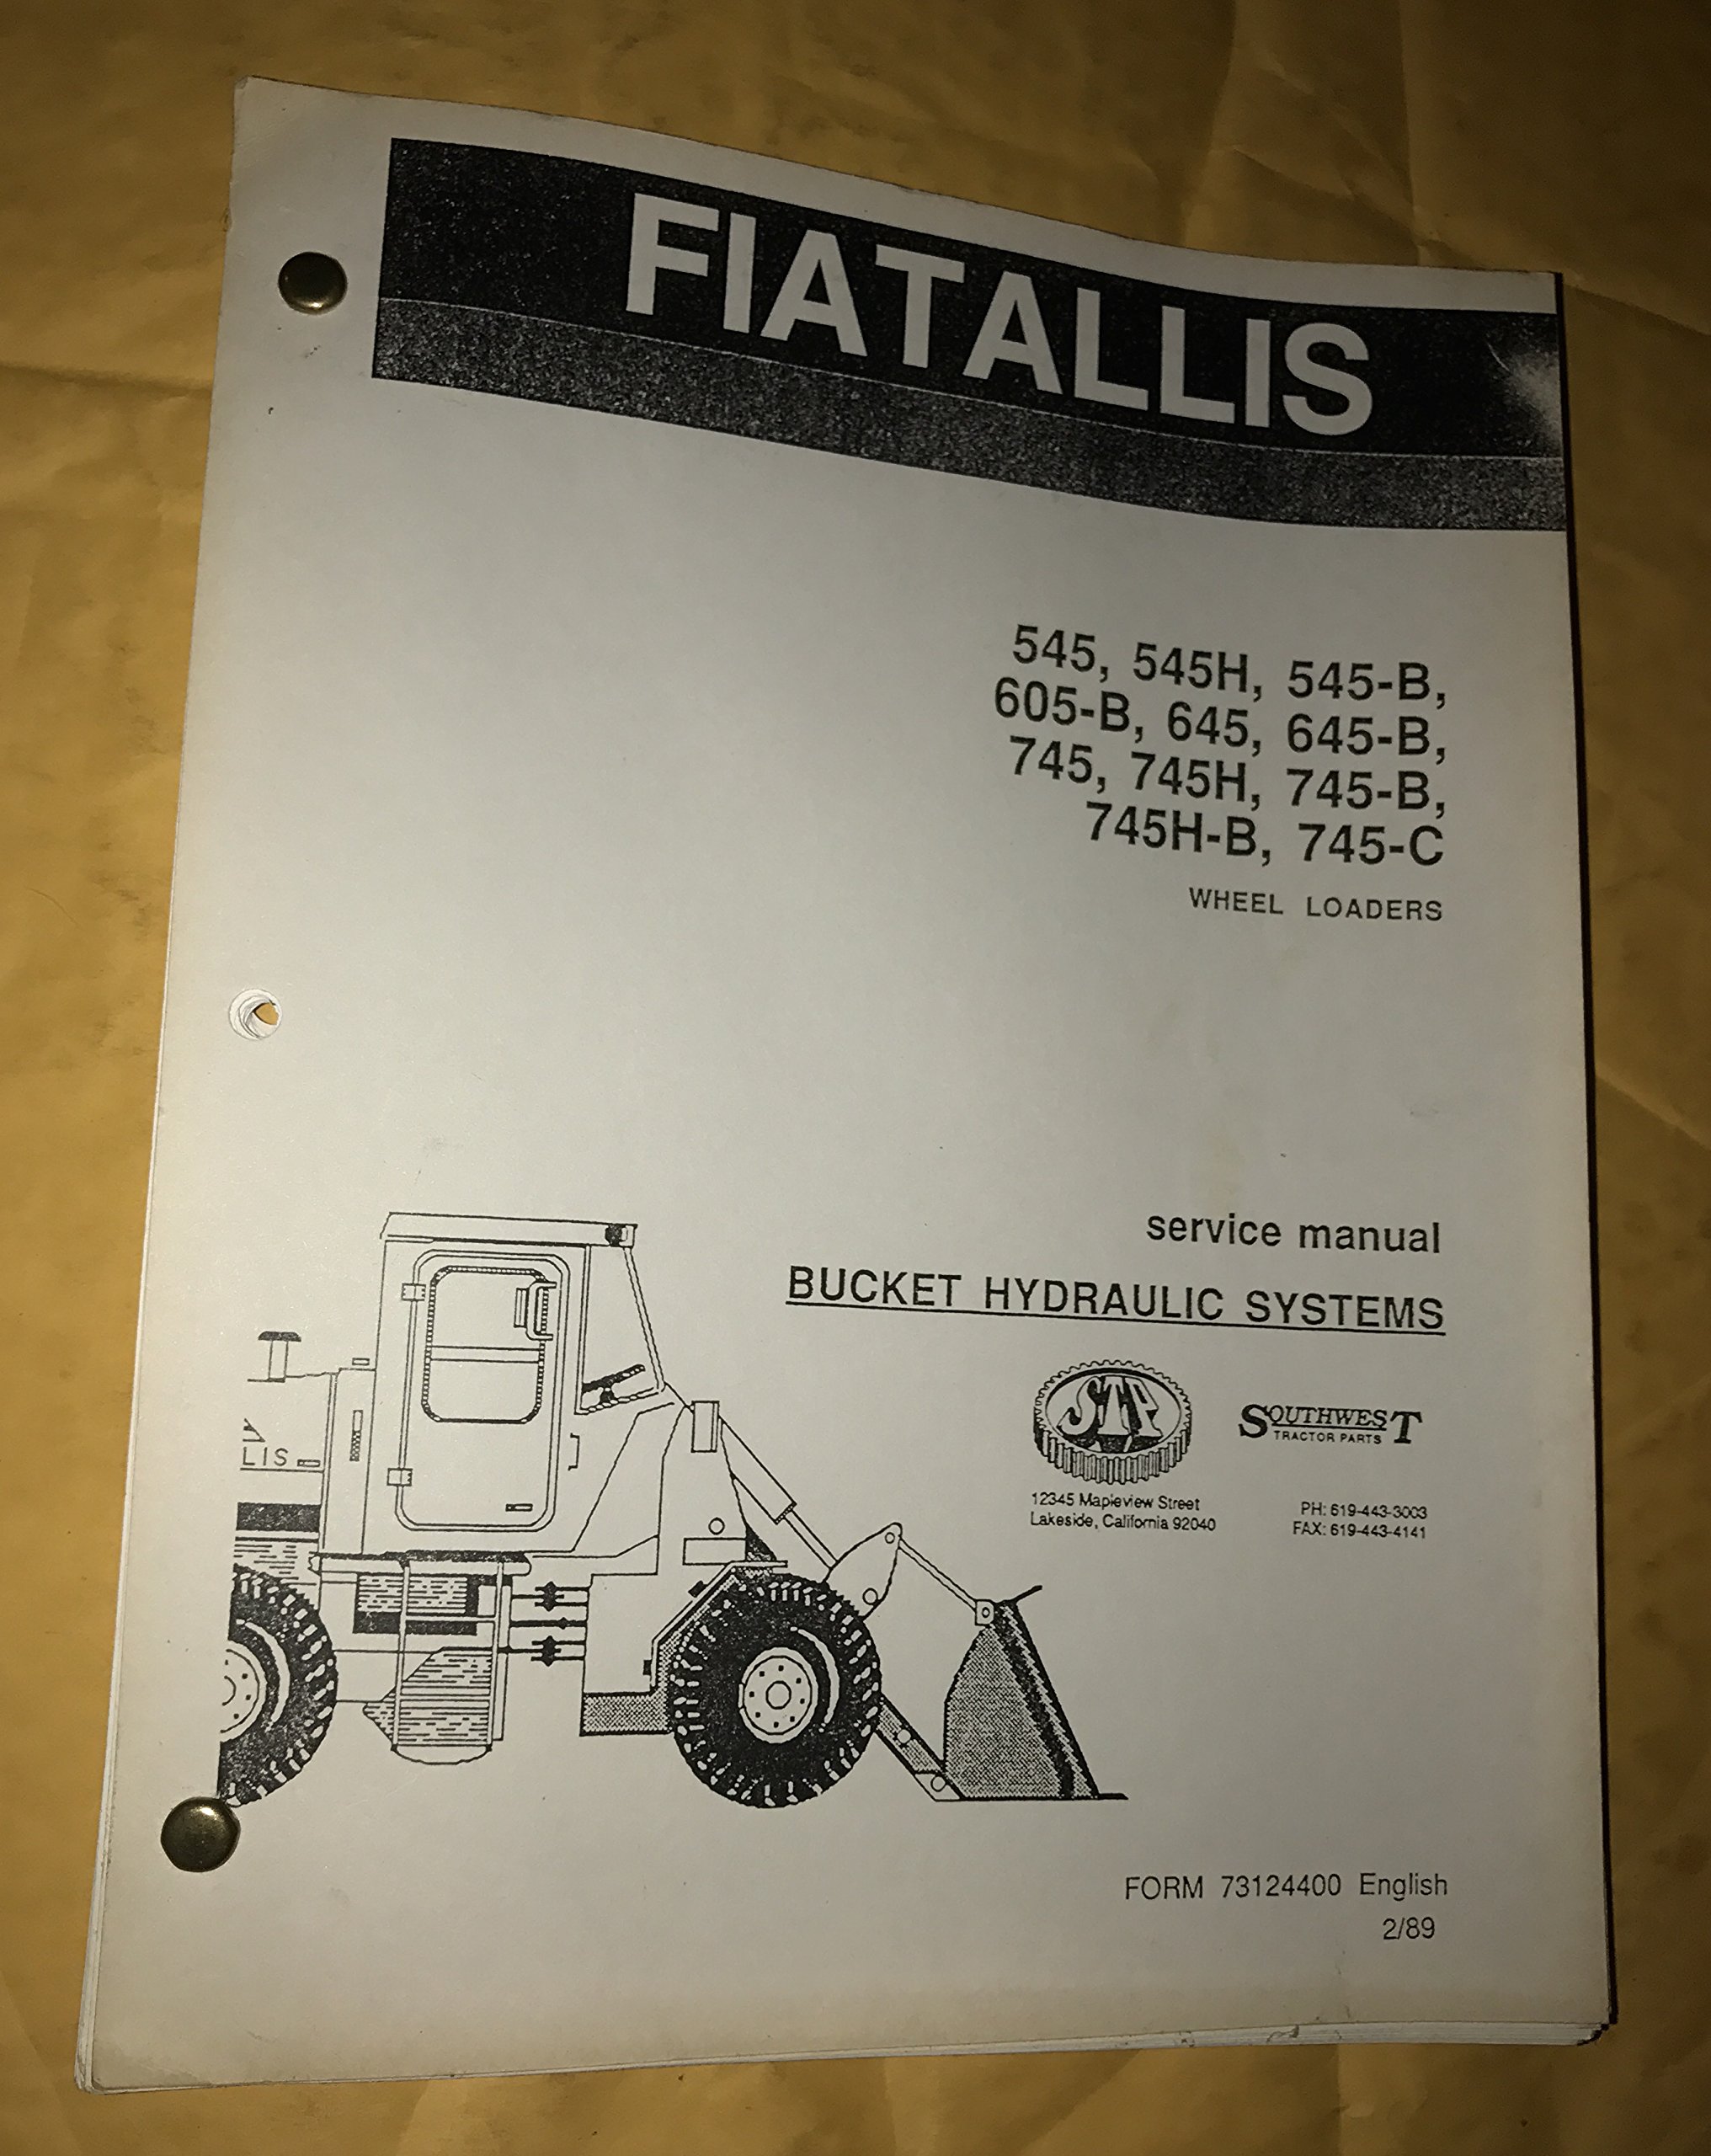 FIATALLIS
545, 545H, 545-B,
605-B, 645, 645-B,
745, 745H, 745-B,
745H-B, 745-C
WHEEL LOADERS
service manual
BUCKET HYDRAULIC SYSTEMS
STP
SOUTHWEST
TRACTOR PARTS
12345 Mapleview Street
Lakeside, California 92040
PH: 619-443-3003
FAX: 619-443-4141
LIS
FORM 73124400 English
2/89